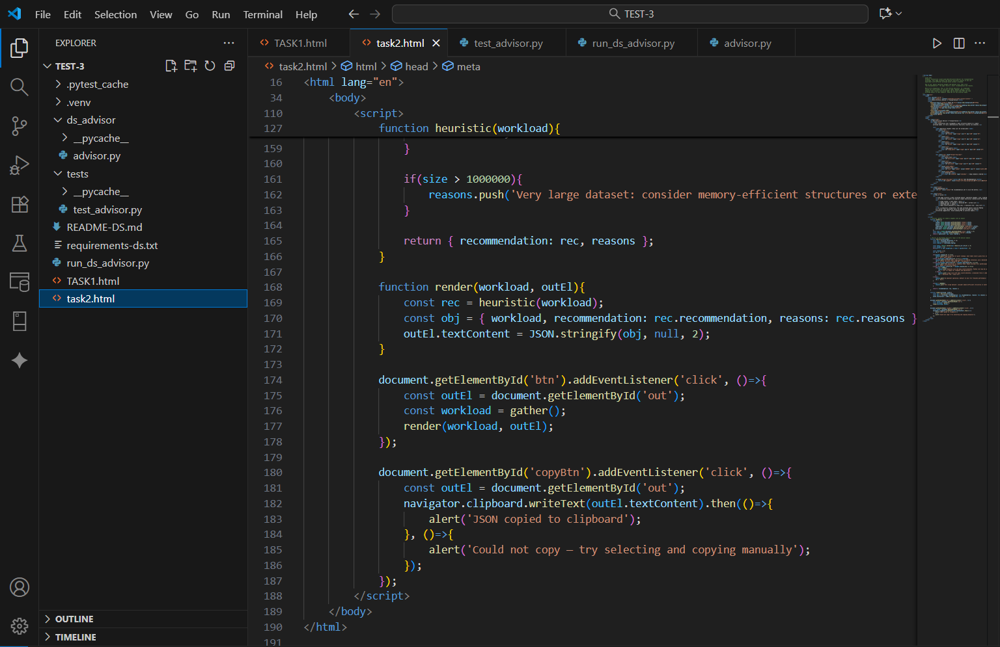 File Edit Selection View Go Run Terminal Help
TEST-3
EXPLORER
TEST-3
.pytest_cache
.venv
ds_advisor
__pycache__
advisor.py
tests
__pycache__
test_advisor.py
README-DS.md
requirements-ds.txt
run_ds_advisor.py
TASK1.html
task2.html
OUTLINE
TIMELINE
TASK1.html task2.html test_advisor.py run_ds_advisor.py advisor.py
task2.html > html > head > meta
16 <html lang="en">
34 <body>
110 <script>
127 function heuristic(workload){
159 }
160
161 if(size > 1000000){
162 reasons.push('Very large dataset: consider memory-efficient structures or exte
163 }
164
165 return { recommendation: rec, reasons };
166 }
167
168 function render(workload, outEl){
169 const rec = heuristic(workload);
170 const obj = { workload, recommendation: rec.recommendation, reasons: rec.reasons }
171 outEl.textContent = JSON.stringify(obj, null, 2);
172 }
173
174 document.getElementById('btn').addEventListener('click', ()=>{
175 const outEl = document.getElementById('out');
176 const workload = gather();
177 render(workload, outEl);
178 });
179
180 document.getElementById('copyBtn').addEventListener('click', ()=>{
181 const outEl = document.getElementById('out');
182 navigator.clipboard.writeText(outEl.textContent).then(()=>{
183 alert('JSON copied to clipboard');
184 }, ()=>{
185 alert('Could not copy — try selecting and copying manually');
186 });
187 });
188 </script>
189 </body>
190 </html>
191